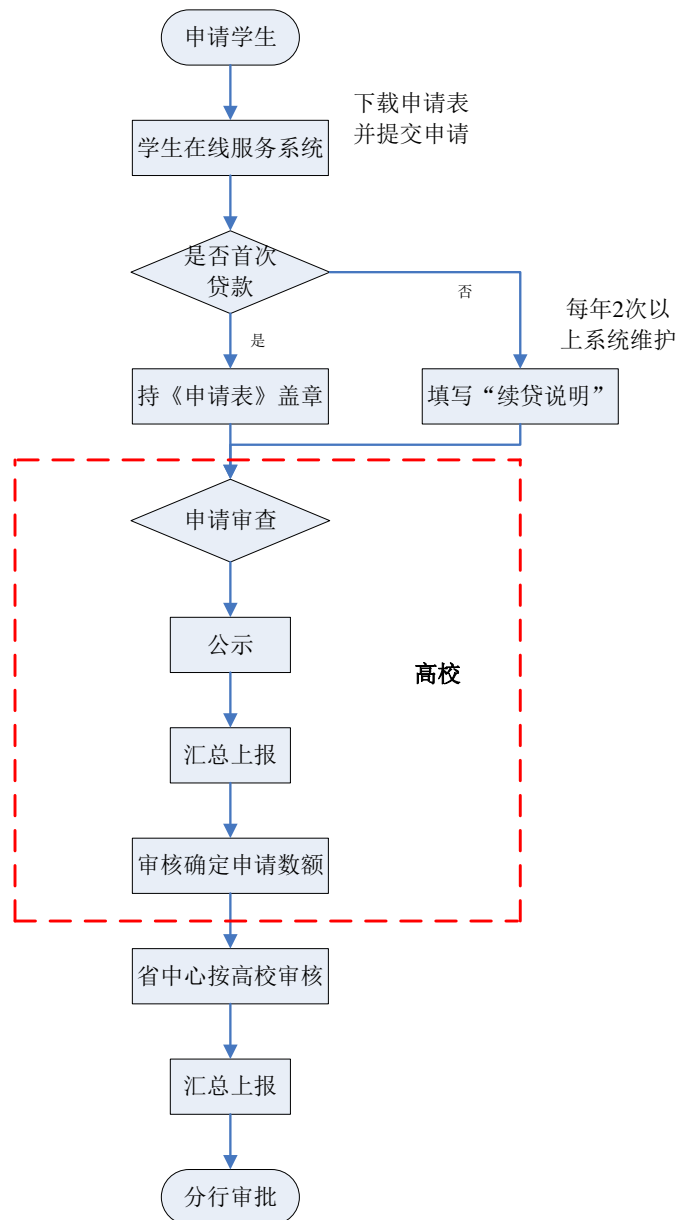 申请学生
下载申请表
并提交申请
学生在线服务系统
是否首次
贷款
否
每年2次以
上系统维护
是
持《申请表》盖章
填写“续贷说明”
申请审查
公示
高校
汇总上报
审核确定申请数额
省中心按高校审核
汇总上报
分行审批